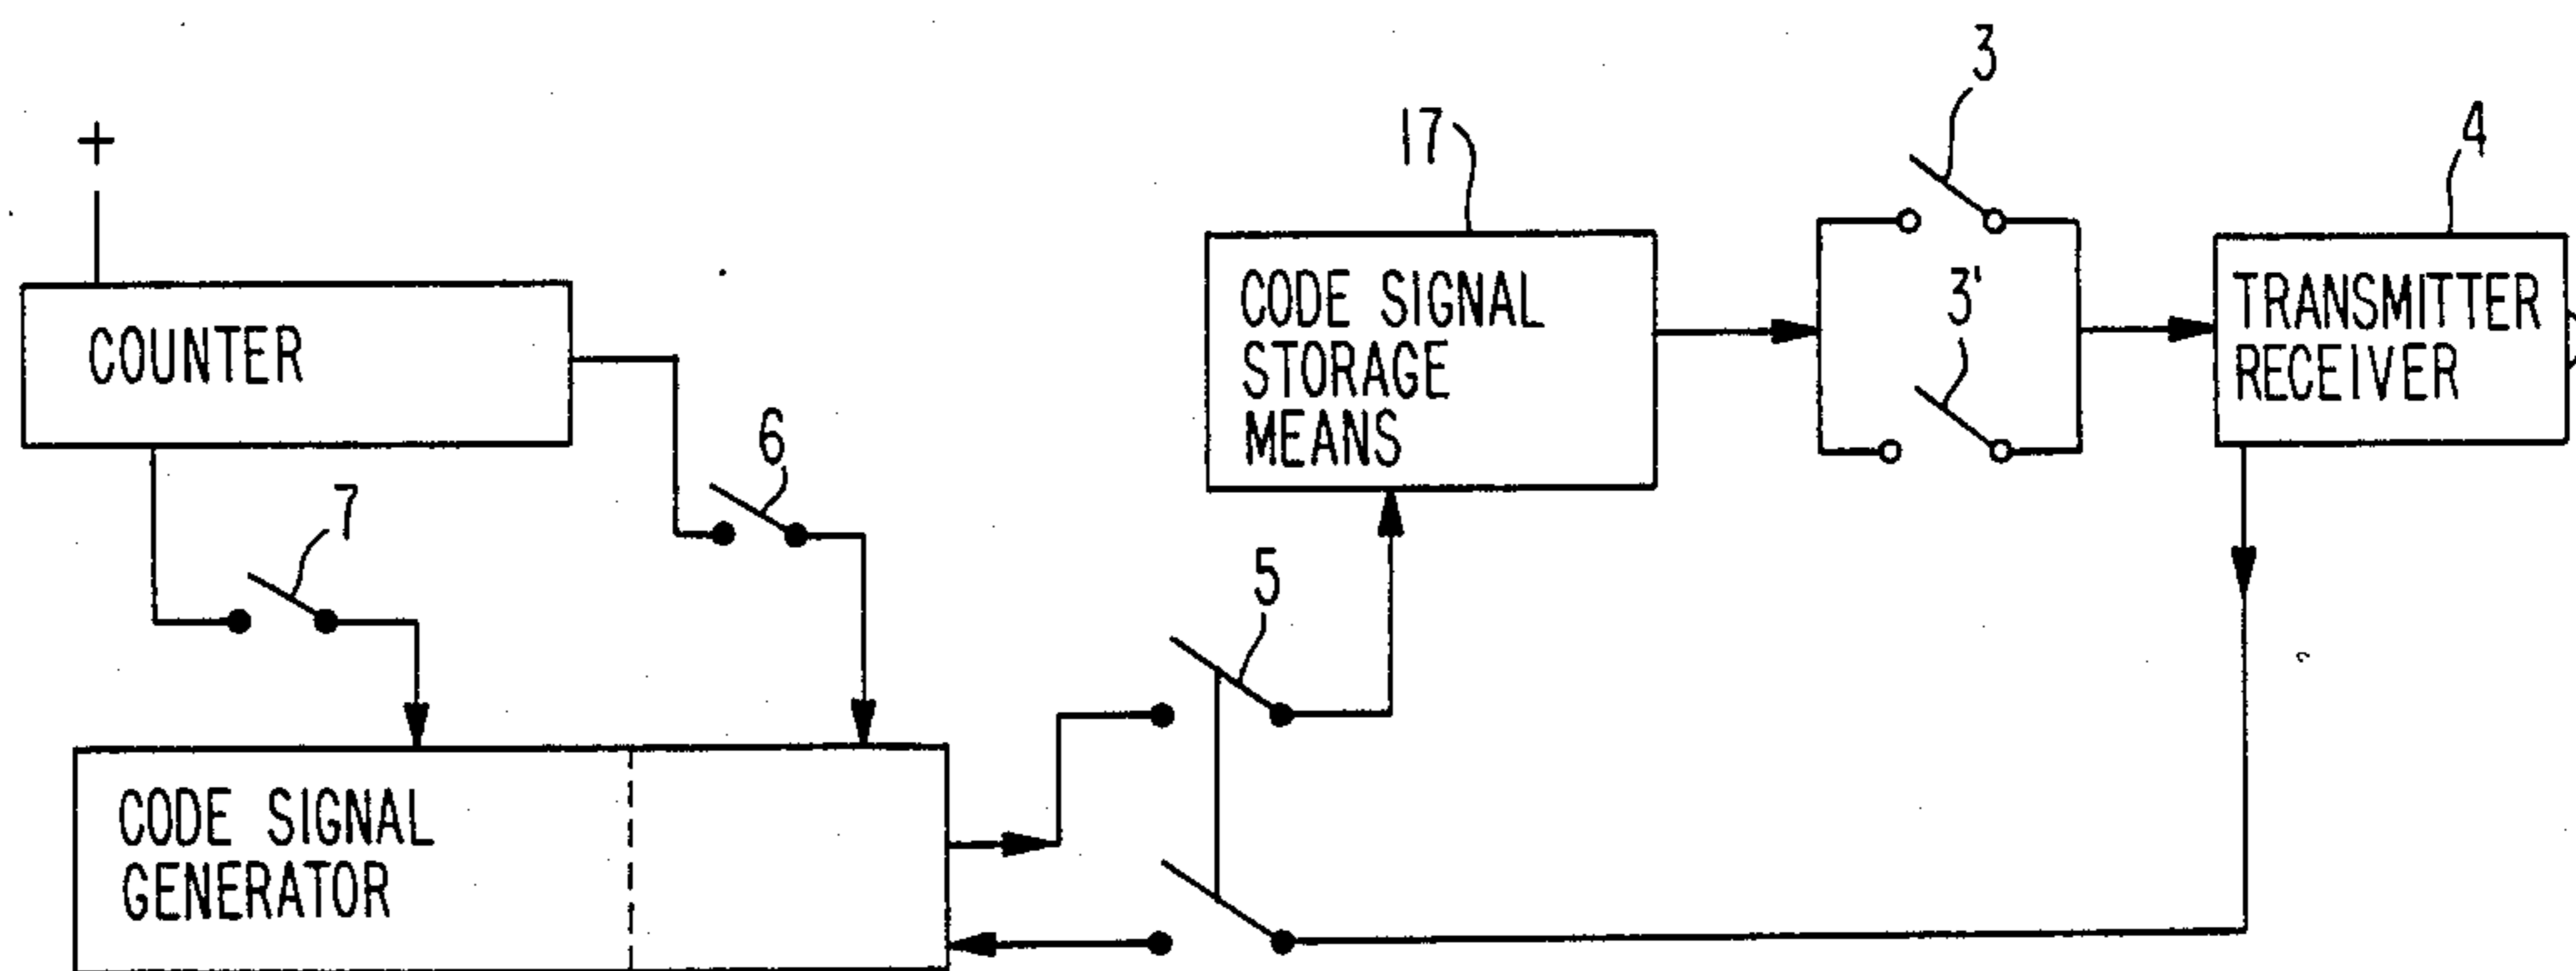 3
4
17
+
COUNTER
CODE SIGNAL
STORAGE
MEANS
3'
TRANSMITTER
RECEIVER
6
7
5
CODE SIGNAL
GENERATOR